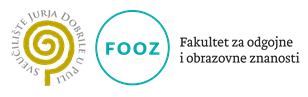 SVEUČILIŠTE JURJA DOBRILE U PULI
FOOZ
Fakultet za odgojne
i obrazovne znanosti